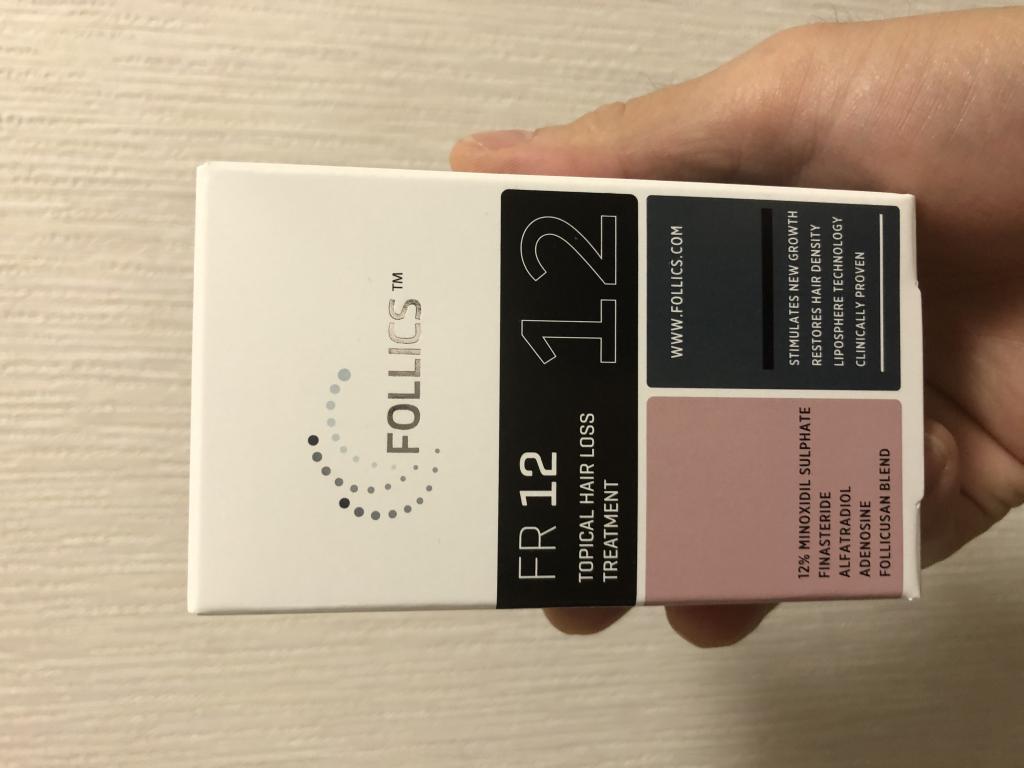 FOLLICS™
FR 12
TOPICAL HAIR LOSS
TREATMENT
12
12% MINOXIDIL SULPHATE
FINASTERIDE
ALFATRADIOL
ADENOSINE
FOLLICUSAN BLEND
WWW.FOLLICS.COM
STIMULATES NEW GROWTH
RESTORES HAIR DENSITY
LIPOSPHERE TECHNOLOGY
CLINICALLY PROVEN